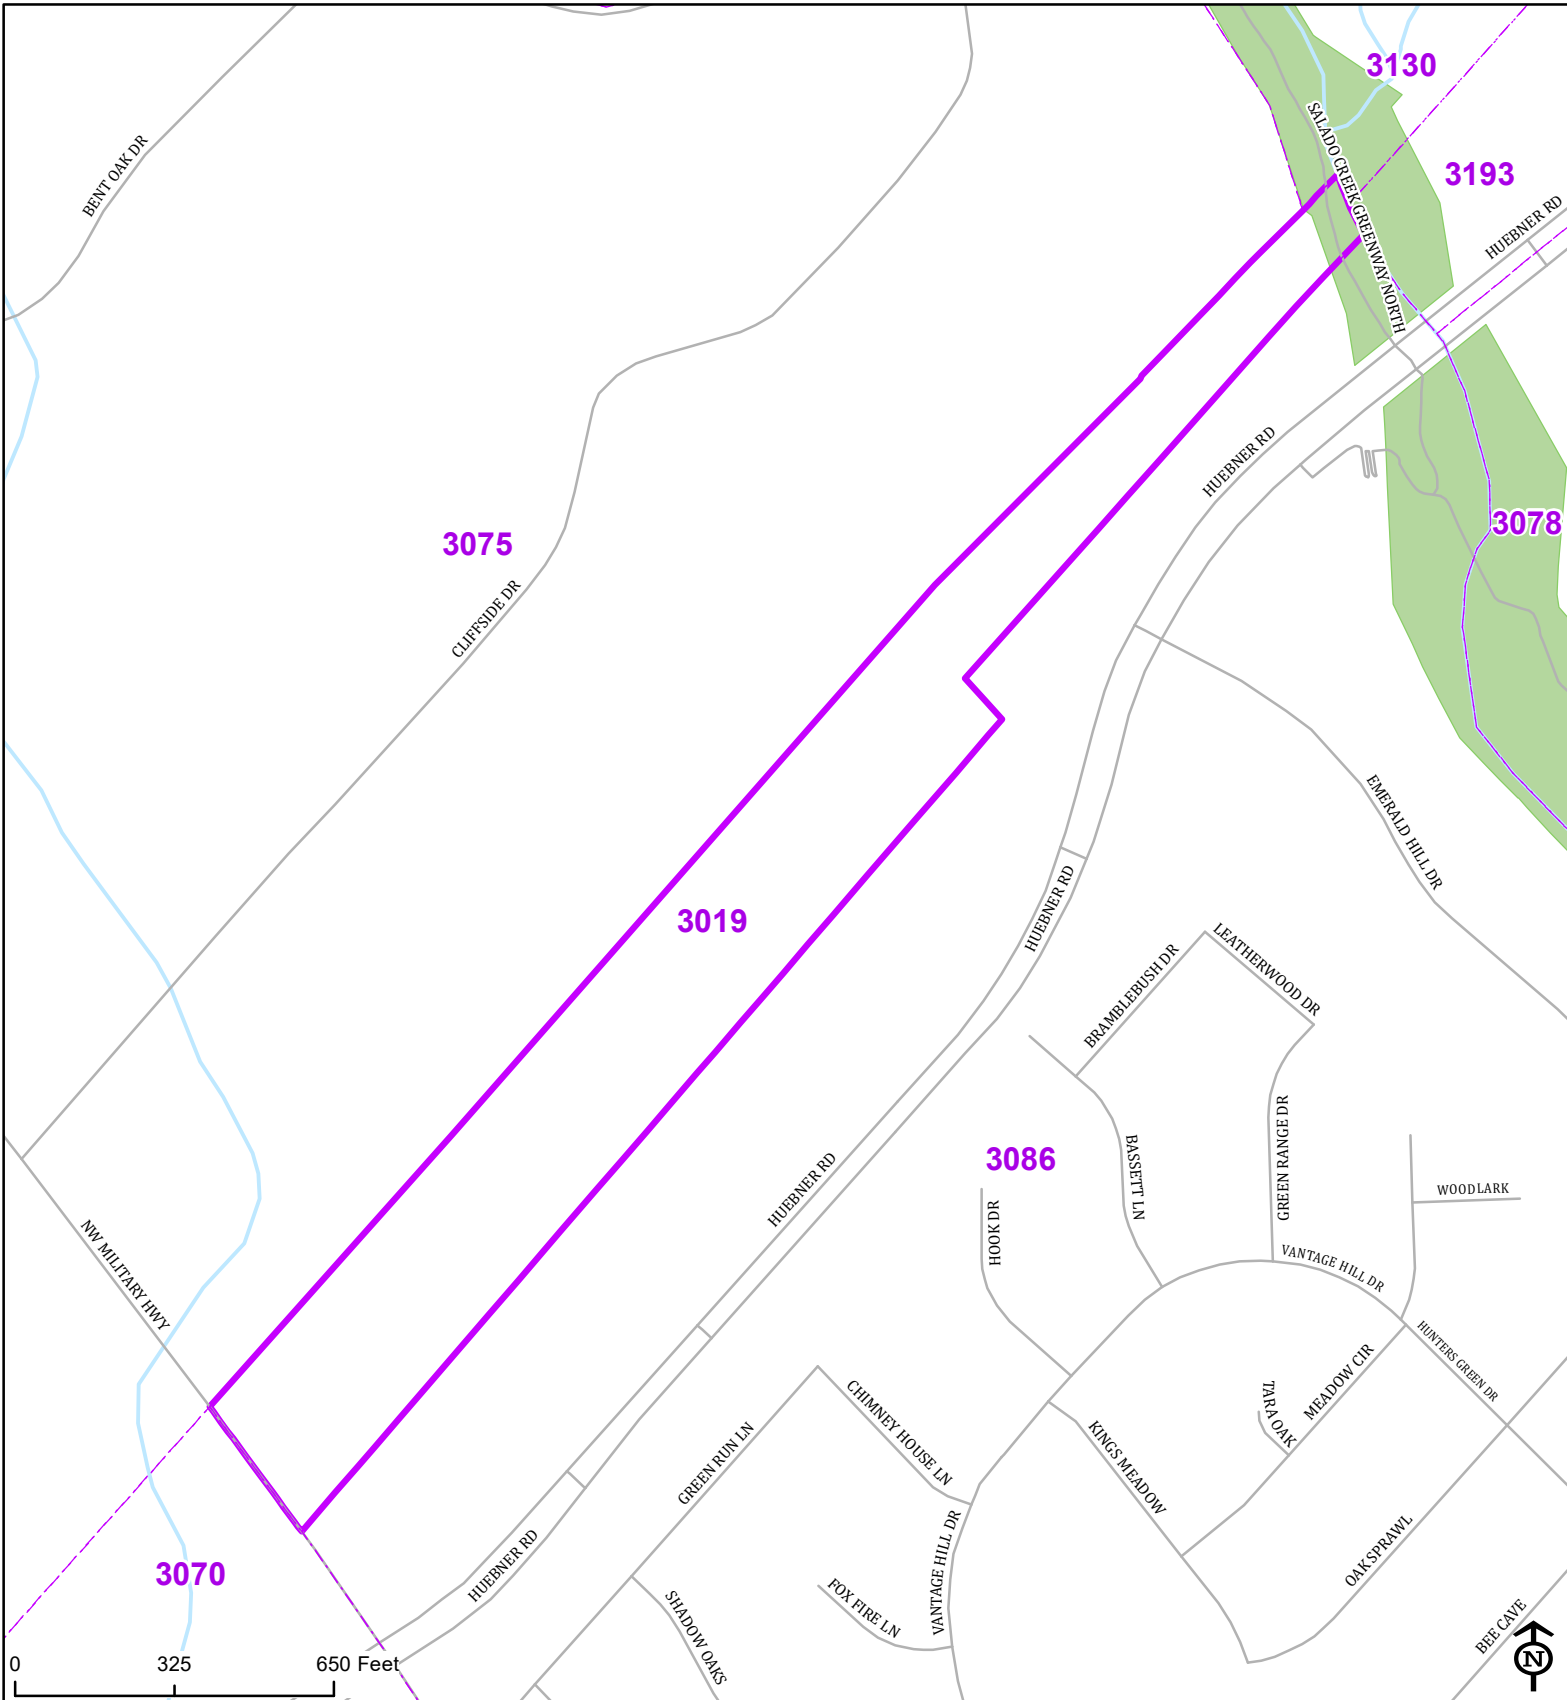 3130
BENT OAK DR
SALADO CREEK GREENWAY NORTH
3193
HUEBNER RD
HUEBNER RD
3078
3075
CLIFFSIDE DR
EMERALD HILL DR
3019
HUEBNER RD
LEATHERWOOD DR
BRAMBLEBUSH DR
GREEN RANGE DR
BASSETT LN
3086
HUEBNER RD
WOODLARK
HOOK DR
NW MILITARY HWY
VANTAGE HILL DR
HUNTERS GREEN DR
MEADOW CIR
TARA OAK
CHIMNEY HOUSE LN
GREEN RUN LN
KINGS MEADOW
OAK SPRAWL
VANTAGE HILL DR
HUEBNER RD
3070
FOX FIRE LN
SHADOW OAKS
BEE CAVE
N
0 325 650 Feet